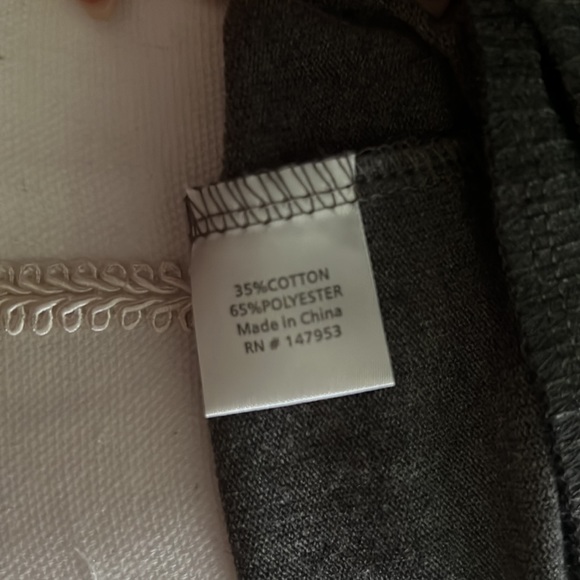 35%COTTON
65%POLYESTER
Made in China
RN # 147953